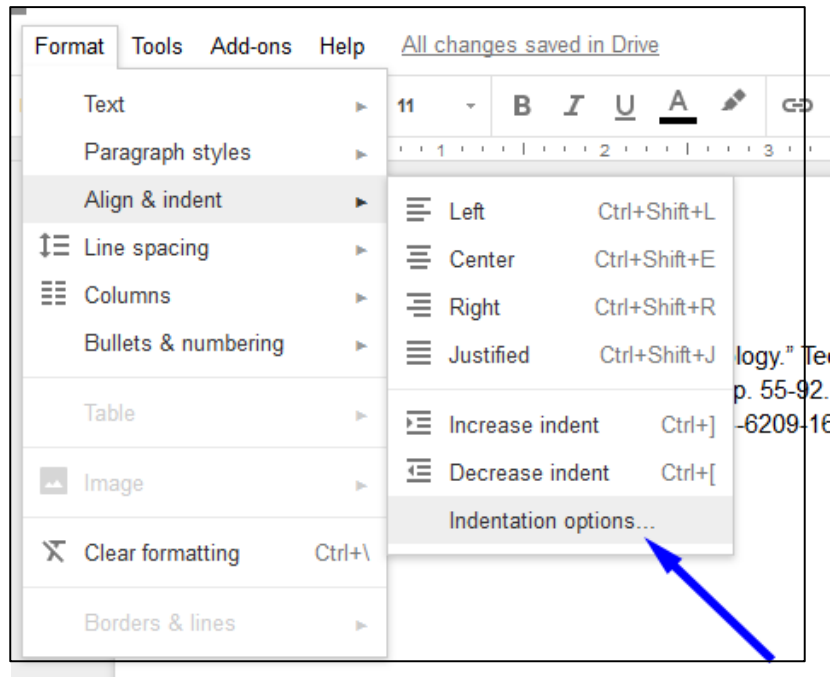 Format Tools Add-ons Help All changes saved in Drive
Text
11 B I U A
Paragraph styles
1 2 3
Align & indent
Left Ctrl+Shift+L
Line spacing
Center Ctrl+Shift+E
Columns
Right Ctrl+Shift+R
Bullets & numbering
Justified Ctrl+Shift+J
logy.” Tec
p. 55-92.
Table
Increase indent Ctrl+]
-6209-16
Decrease indent Ctrl+[
Image
Indentation options...
Clear formatting Ctrl+\
Borders & lines